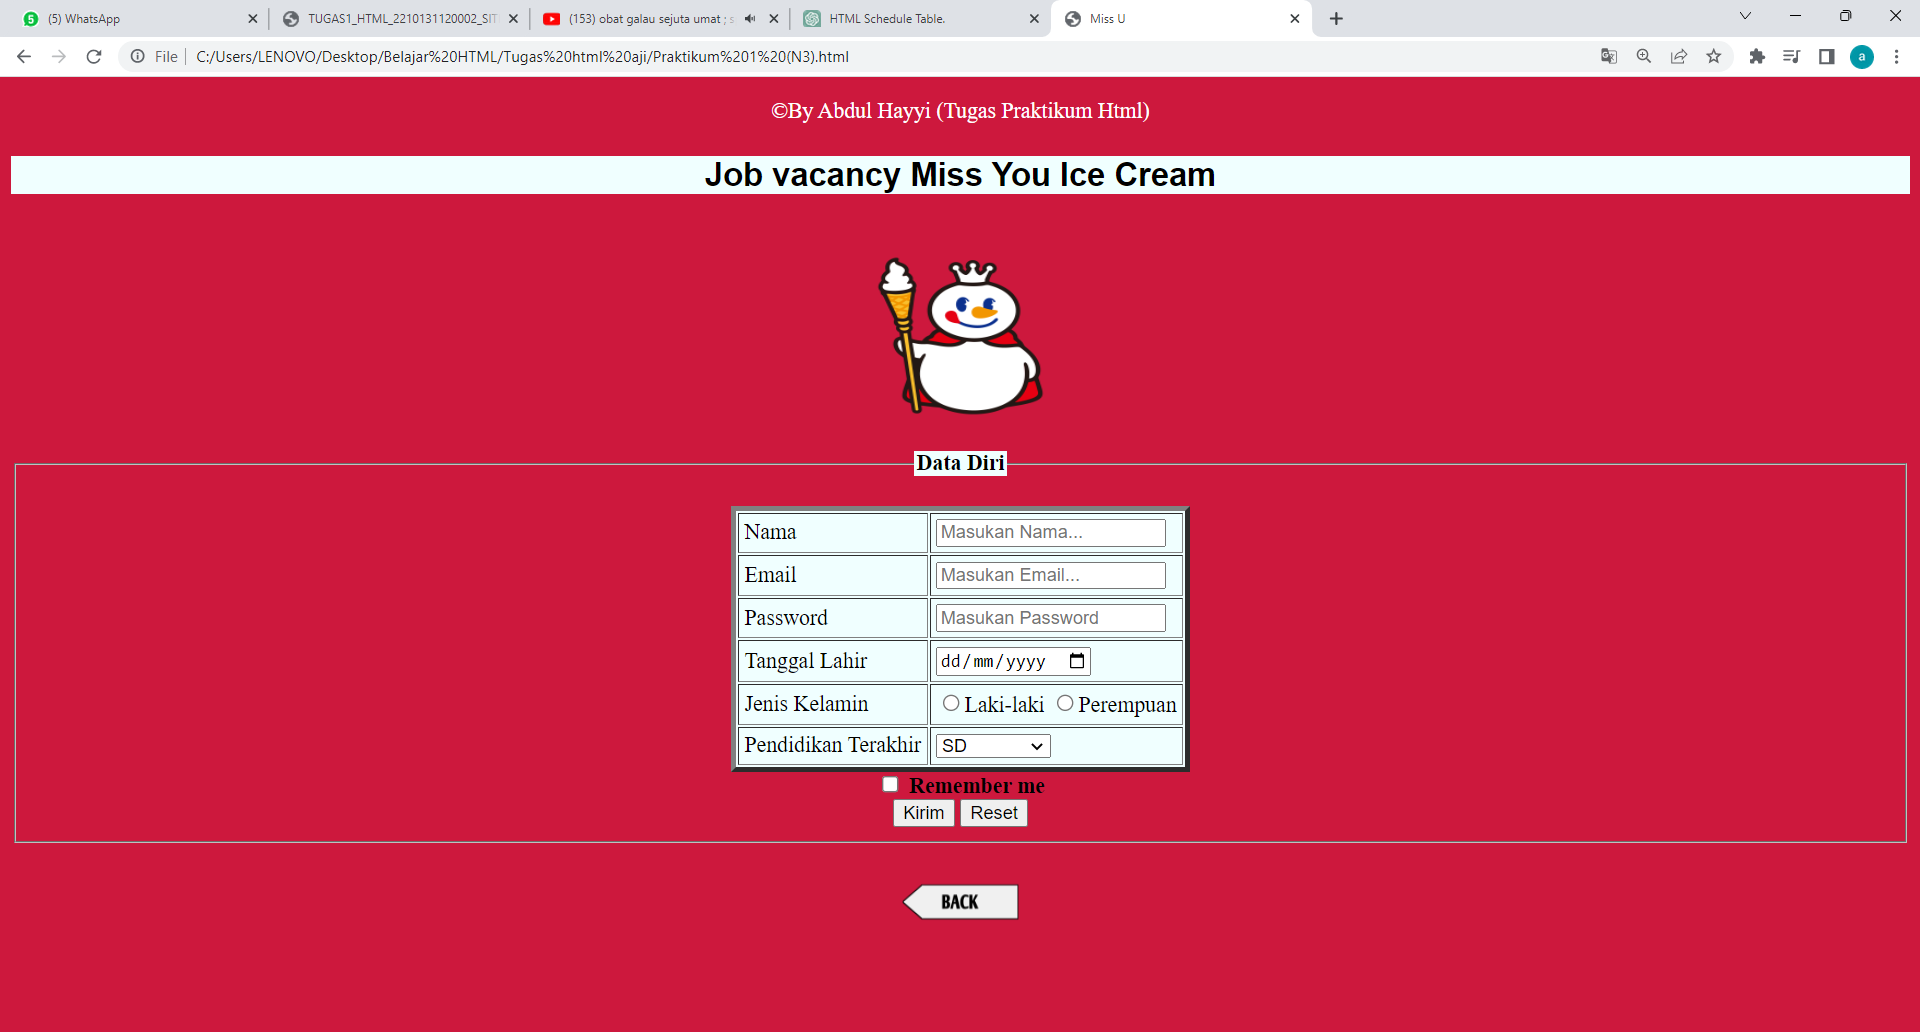 (5) WhatsApp
TUGAS1_HTML_2210131120002_SIT
(153) obat galau sejuta umat ; s
HTML Schedule Table.
Miss U
File
C:/Users/LENOVO/Desktop/Belajar%20HTML/Tugas%20html%20aji/Praktikum%201%20(N3).html
a
©By Abdul Hayyi (Tugas Praktikum Html)
Job vacancy Miss You Ice Cream
Data Diri
Nama Masukan Nama...
Email Masukan Email...
Password Masukan Password
Tanggal Lahir dd/mm/yyyy
Jenis Kelamin Laki-laki Perempuan
Pendidikan Terakhir SD
Remember me
Kirim Reset
BACK